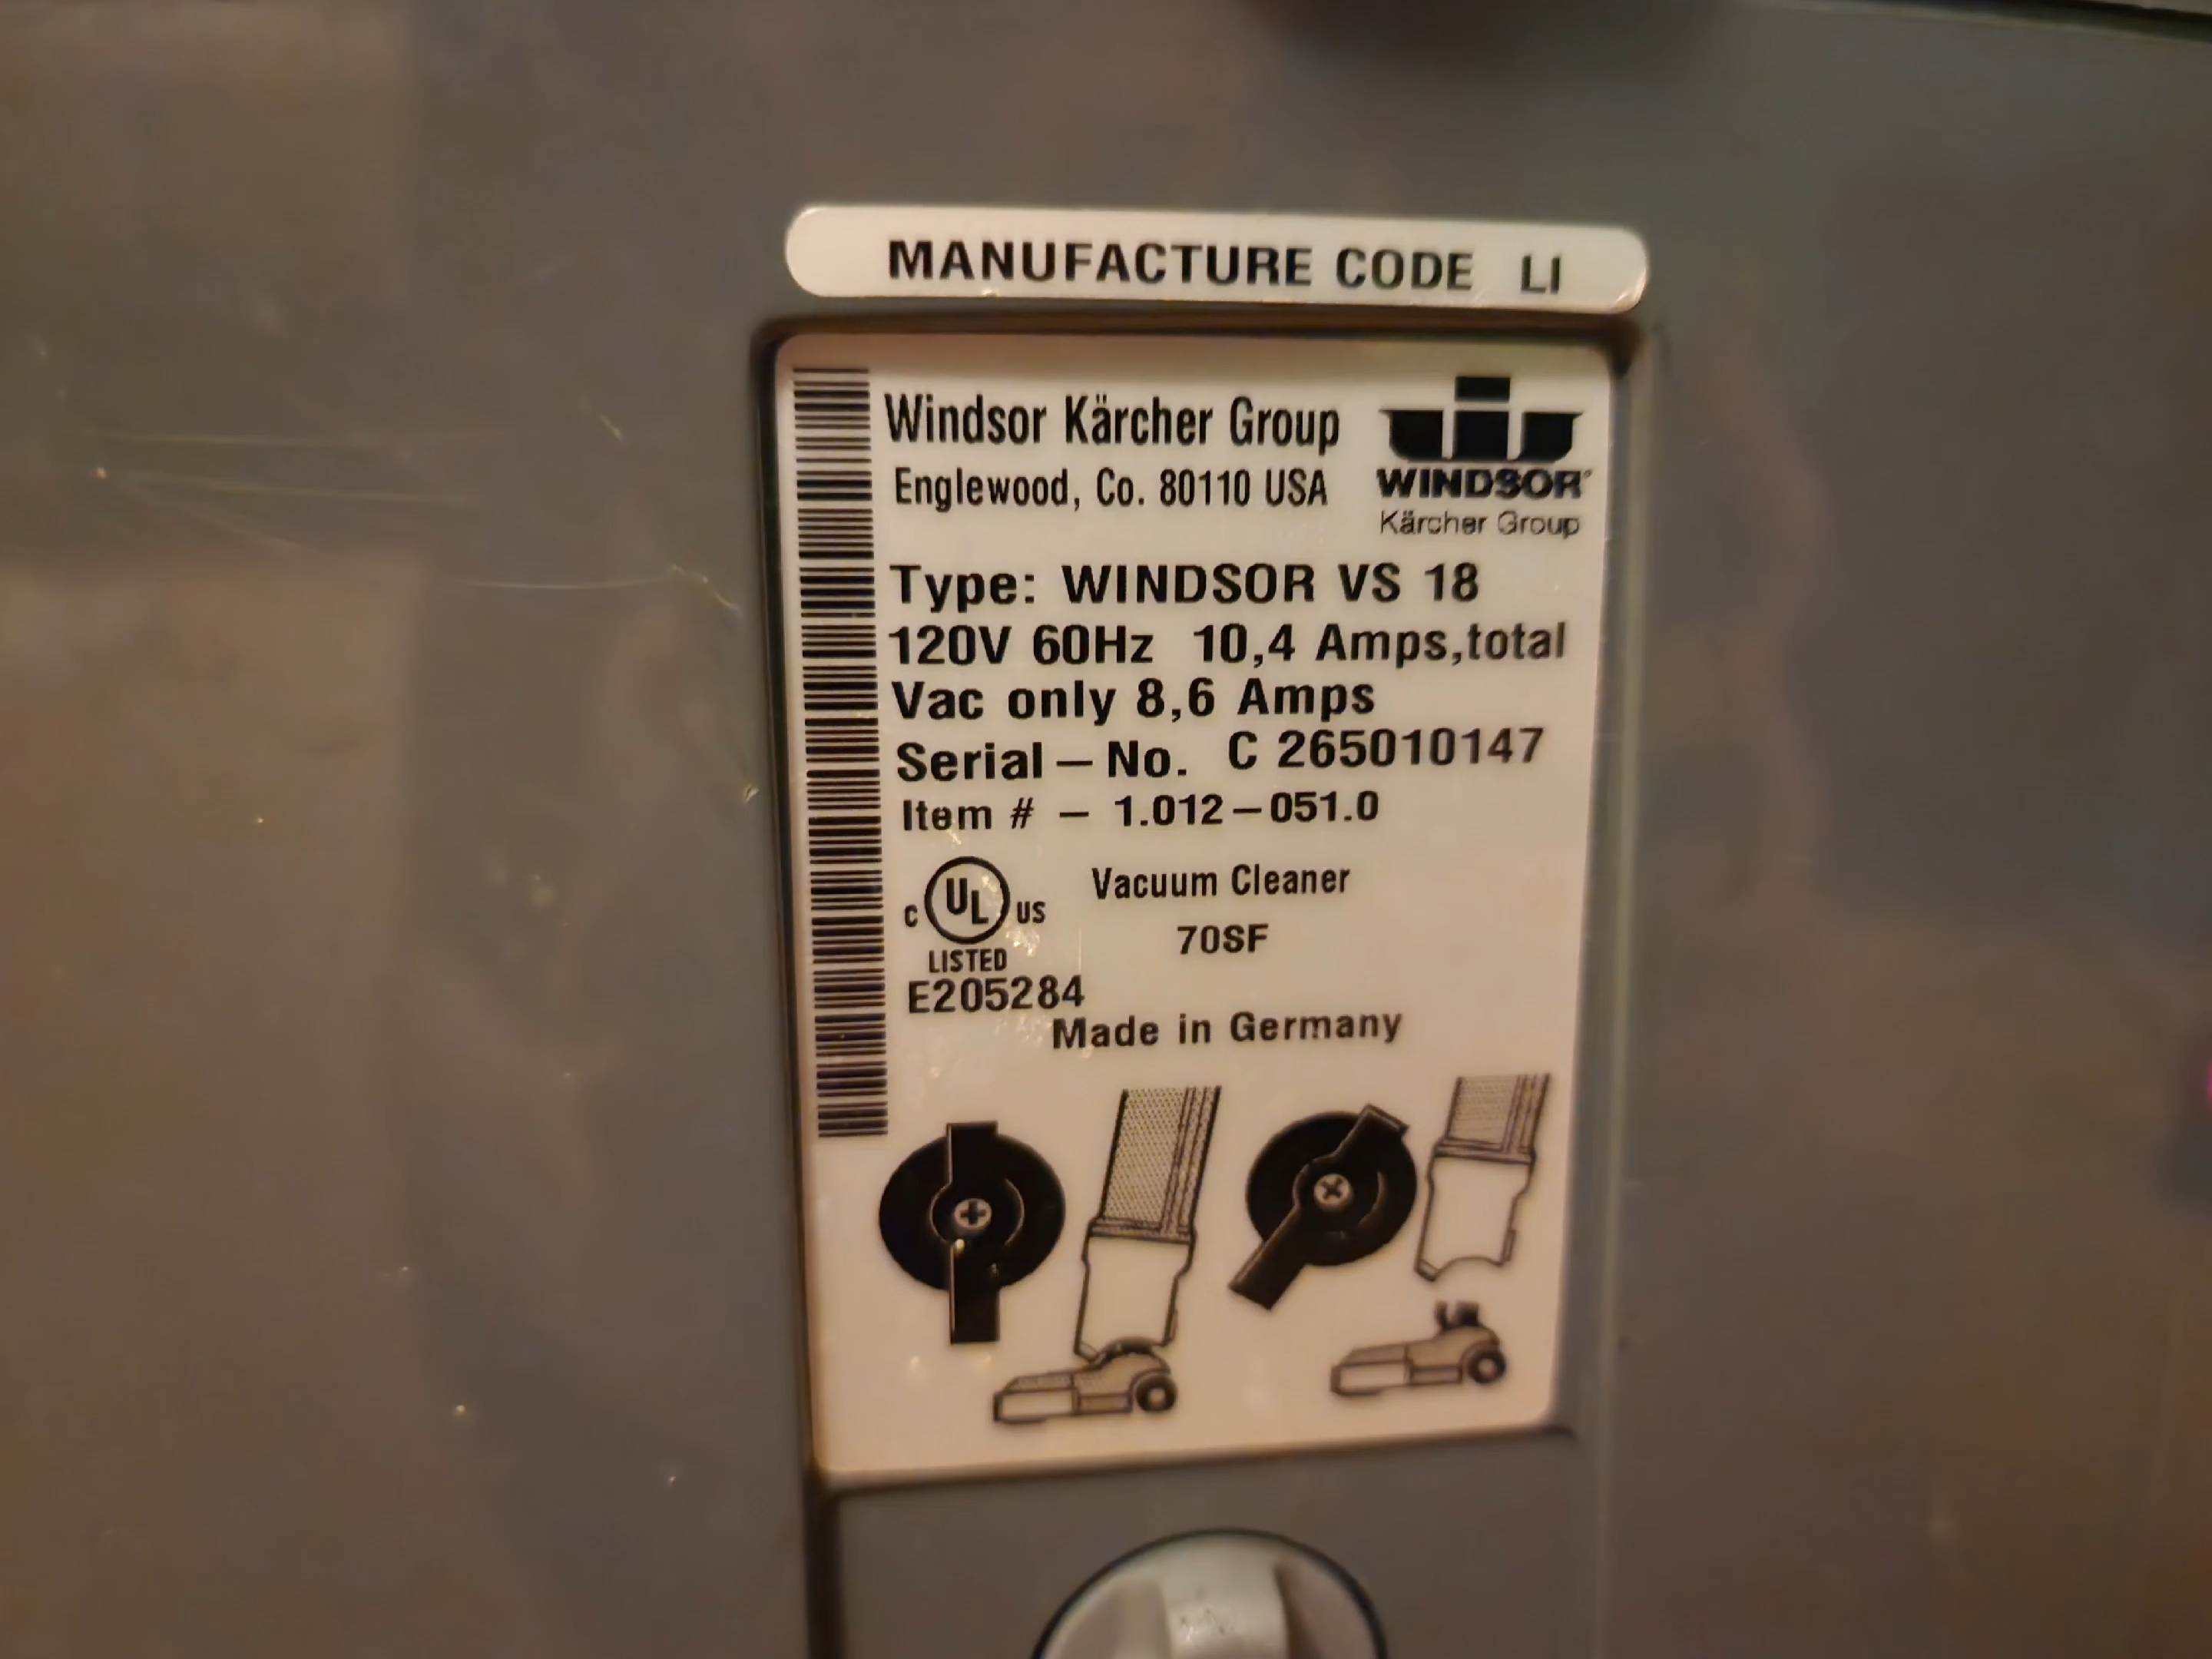 MANUFACTURE CODE LI
Windsor Kärcher Group
Englewood, Co. 80110 USA
WINDSOR®
Kärcher Group
Type: WINDSOR VS 18
120V 60Hz 10,4 Amps,total
Vac only 8,6 Amps
Serial – No. C 265010147
Item # – 1.012 – 051.0
C UL US
LISTED
E205284
Vacuum Cleaner
70SF
Made in Germany